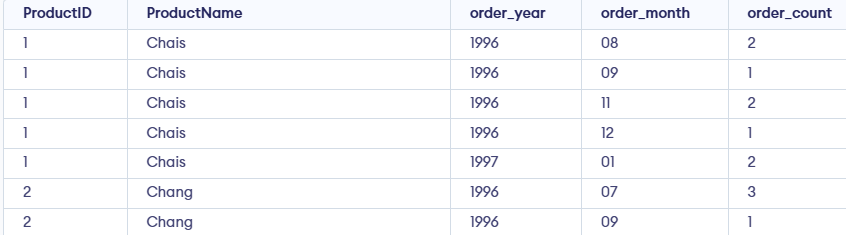 ProductID ProductName order_year order_month order_count
1 Chais 1996 08 2
1 Chais 1996 09 1
1 Chais 1996 11 2
1 Chais 1996 12 1
1 Chais 1997 01 2
2 Chang 1996 07 3
2 Chang 1996 09 1